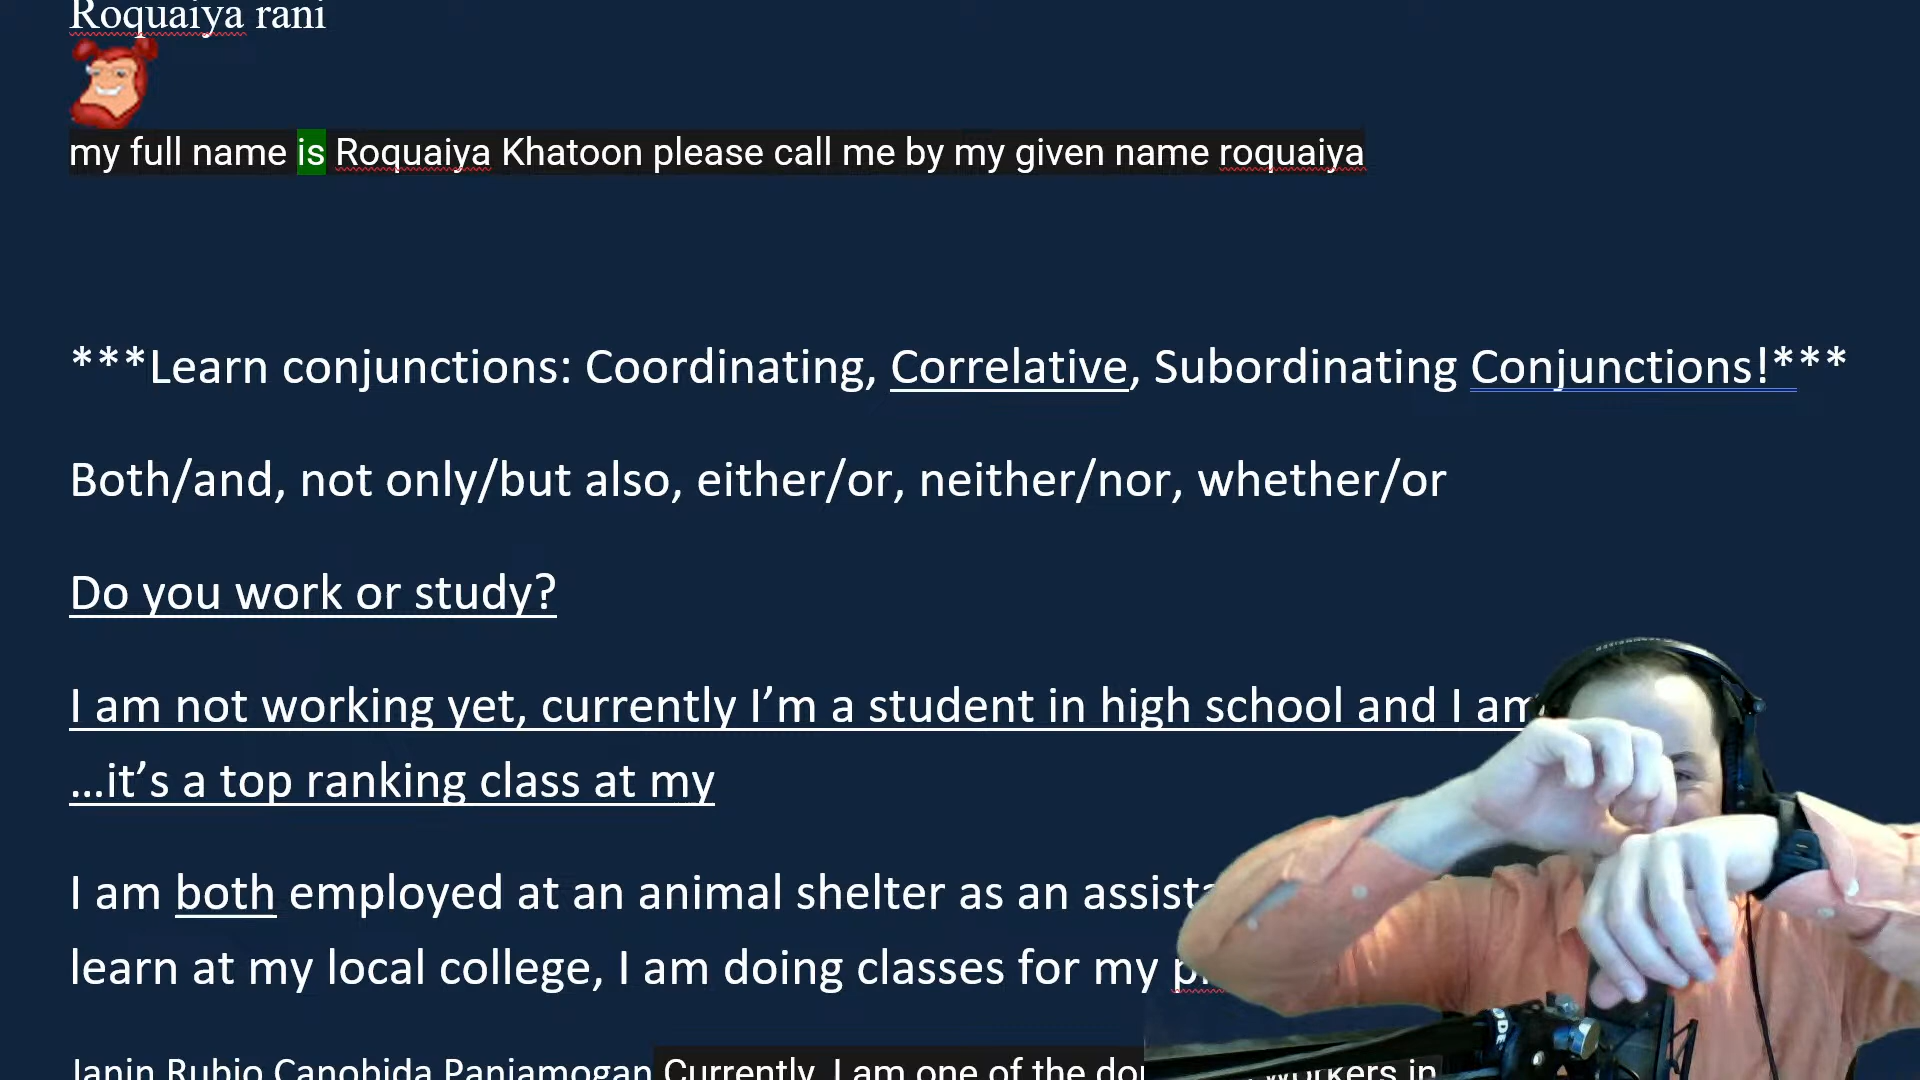 Roquaiya rani
my full name is Roquaiya Khatoon please call me by my given name roquaiya
***Learn conjunctions: Coordinating, Correlative, Subordinating Conjunctions!***
Both/and, not only/but also, either/or, neither/nor, whether/or
Do you work or study?
I am not working yet, currently I’m a student in high school and I am
…it’s a top ranking class at my
I am both employed at an animal shelter as an
learn at my local college, I am doing classes for my
Janin Rubio Canobida Paniamogan Currently, I am one of the workers in